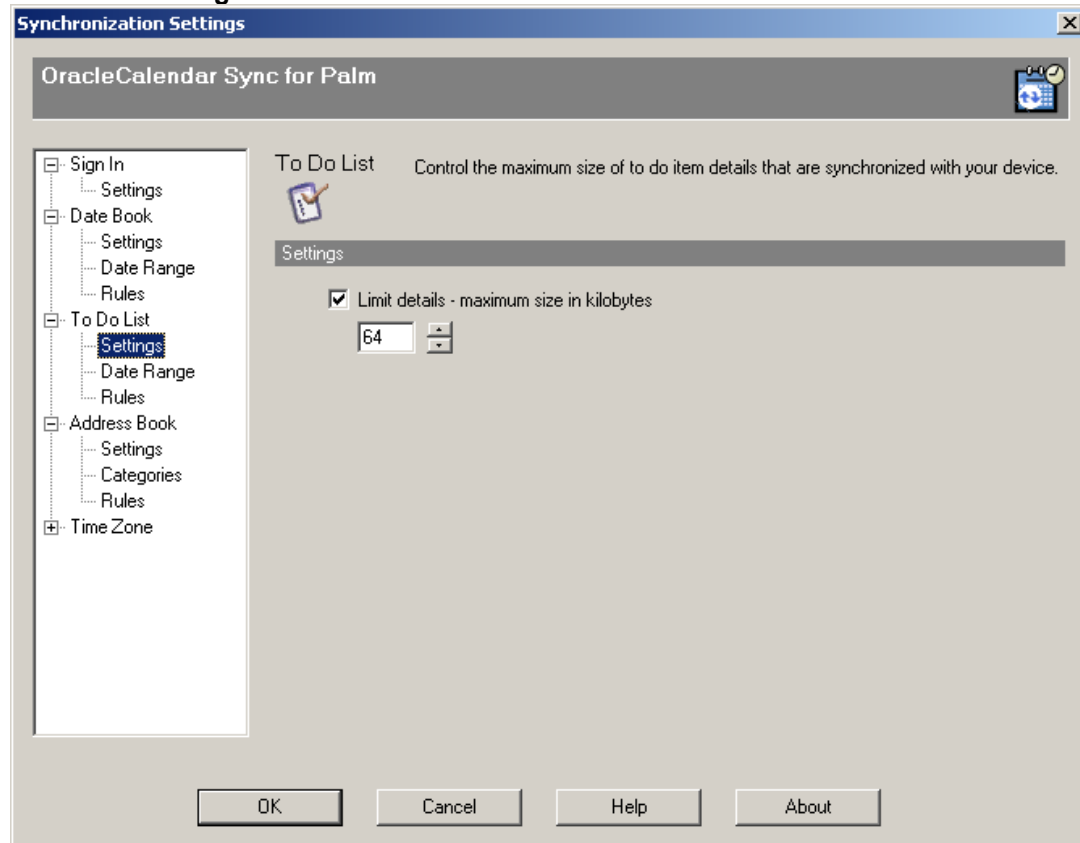 Synchronization Settings
OracleCalendar Sync for Palm
Sign In
Settings
Date Book
Settings
Date Range
Rules
To Do List
Settings
Date Range
Rules
Address Book
Settings
Categories
Rules
Time Zone
To Do List
Control the maximum size of to do item details that are synchronized with your device.
Settings
Limit details - maximum size in kilobytes
64
OK Cancel Help About